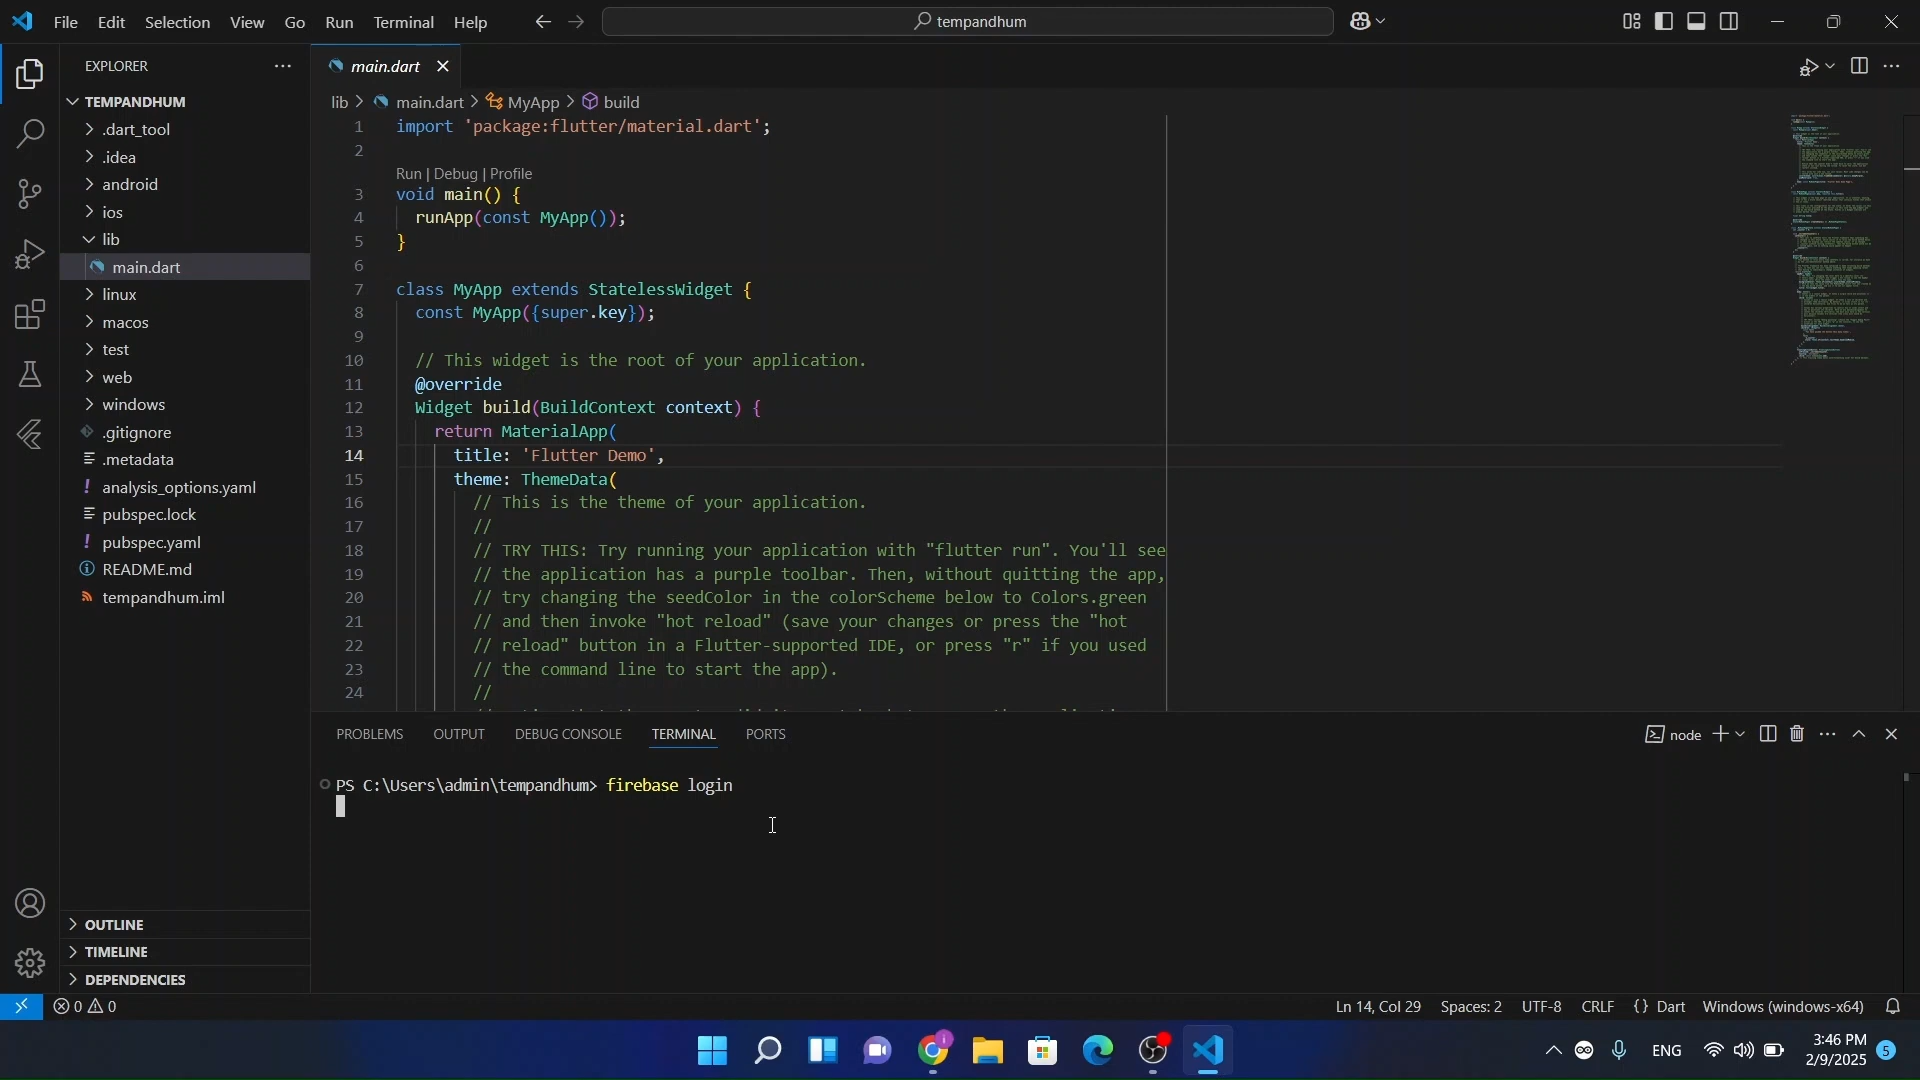 File Edit Selection View Go Run Terminal Help
tempandhum
EXPLORER
TEMPANDHUM
.dart_tool
.idea
android
ios
lib
main.dart
linux
macos
test
web
windows
.gitignore
.metadata
analysis_options.yaml
pubspec.lock
pubspec.yaml
README.md
tempandhum.iml
OUTLINE
TIMELINE
DEPENDENCIES
main.dart
lib > main.dart > MyApp > build
1 import 'package:flutter/material.dart';
2
Run | Debug | Profile
3 void main() {
4 runApp(const MyApp());
5 }
6
7 class MyApp extends StatelessWidget {
8 const MyApp({super.key});
9
10 // This widget is the root of your application.
11 @override
12 Widget build(BuildContext context) {
13 return MaterialApp(
14 title: 'Flutter Demo',
15 theme: ThemeData(
16 // This is the theme of your application.
17 //
18 // TRY THIS: Try running your application with "flutter run". You'll see
19 // the application has a purple toolbar. Then, without quitting the app,
20 // try changing the seedColor in the colorScheme below to Colors.green
21 // and then invoke "hot reload" (save your changes or press the "hot
22 // reload" button in a Flutter-supported IDE, or press "r" if you used
23 // the command line to start the app).
24 //
PROBLEMS OUTPUT DEBUG CONSOLE TERMINAL PORTS
node
PS C:\Users\admin\tempandhum> firebase login
0 0
Ln 14, Col 29 Spaces: 2 UTF-8 CRLF {} Dart Windows (windows-x64)
ENG
3:46 PM
2/9/2025
5